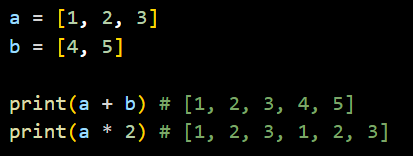 a = [1, 2, 3]
b = [4, 5]

print(a + b) # [1, 2, 3, 4, 5]
print(a * 2) # [1, 2, 3, 1, 2, 3]